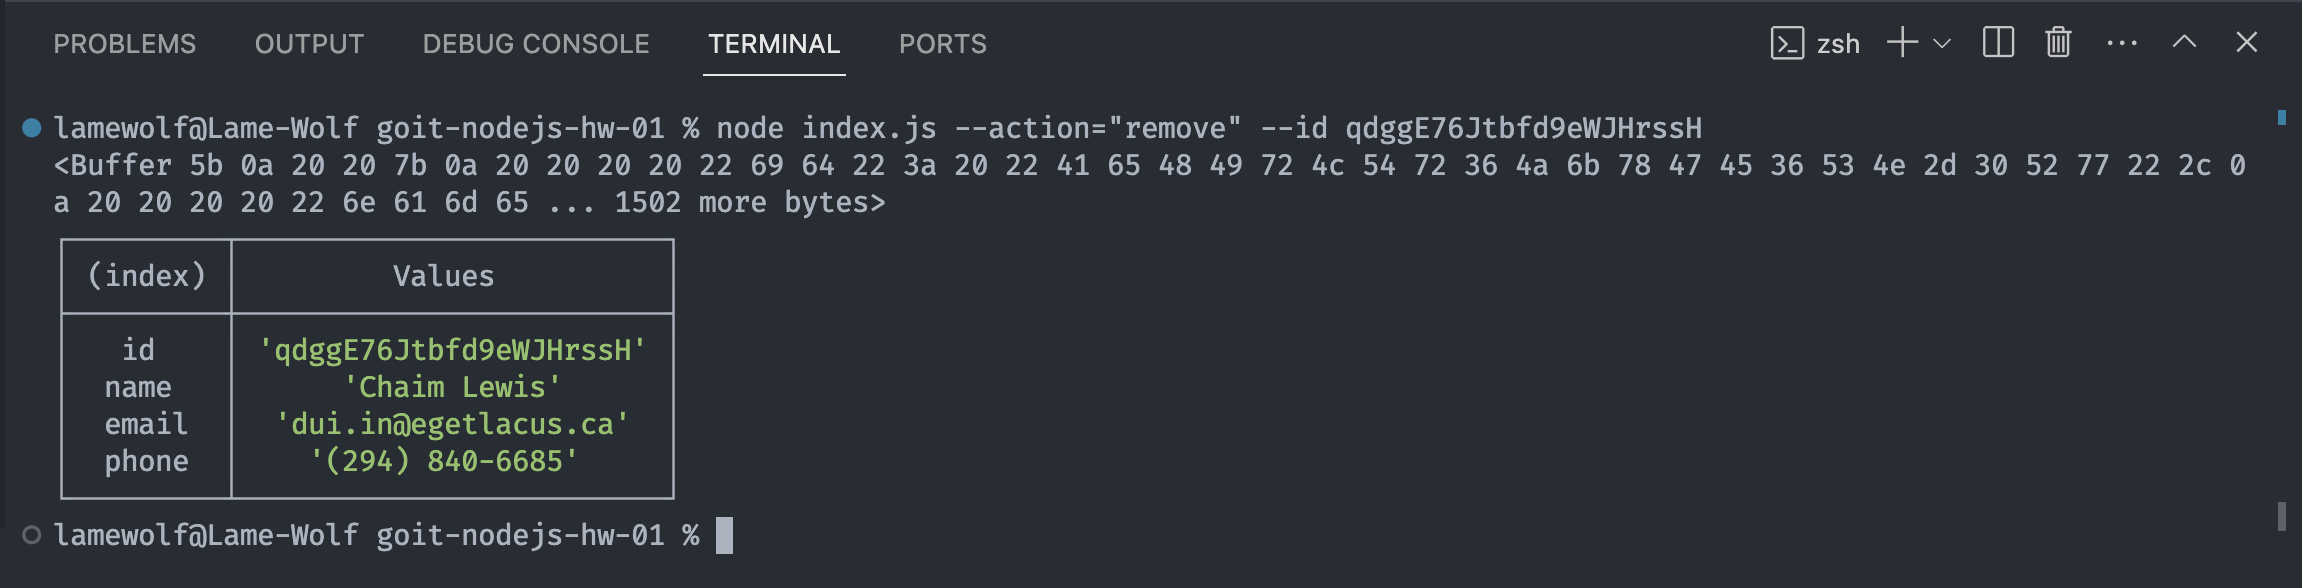 PROBLEMS OUTPUT DEBUG CONSOLE TERMINAL PORTS zsh
lamewolf@Lame-Wolf goit-nodejs-hw-01 % node index.js --action="remove" --id qdggE76Jtbfd9eWJHrssH
<Buffer 5b 0a 20 20 7b 0a 20 20 20 20 22 69 64 22 3a 20 22 41 65 48 49 72 4c 54 72 36 4a 6b 78 47 45 36 53 4e 2d 30 52 77 22 2c 0
a 20 20 20 20 22 6e 61 6d 65 ... 1502 more bytes>
(index) Values
id 'qdggE76Jtbfd9eWJHrssH'
name 'Chaim Lewis'
email 'dui.in@egetlacus.ca'
phone '(294) 840-6685'
lamewolf@Lame-Wolf goit-nodejs-hw-01 %